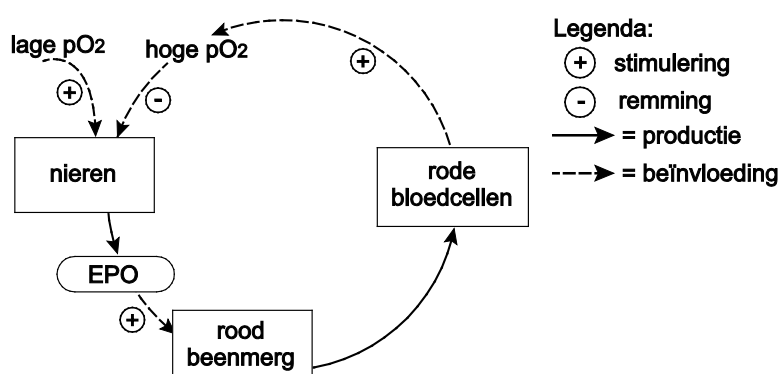 lage pO2
hoge pO2
+
-
+
nieren
EPO
+
rood
beenmerg
rode
bloedcellen
Legenda:
+ stimulering
- remming
= productie
= beïnvloeding